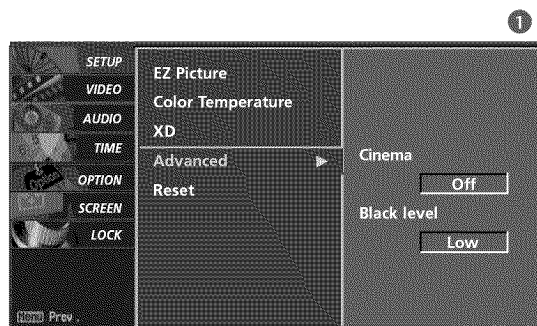 1
SETUP
VIDEO
AUDIO
TIME
OPTION
SCREEN
LOCK
Menu Prev.
EZ Picture
Color Temperature
XD
Advanced ▶
Reset
Cinema
Off
Black level
Low